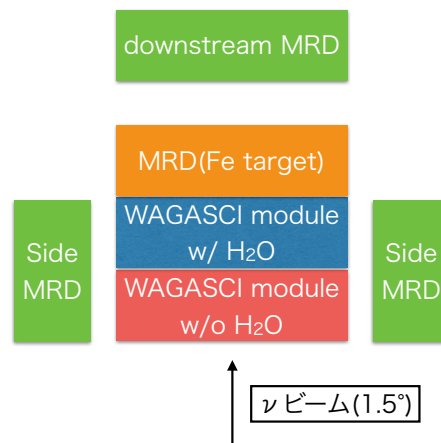 downstream MRD
MRD(Fe target)
WAGASCI module
w/ H₂O
Side
MRD
WAGASCI module
w/o H₂O
Side
MRD
ν ビーム(1.5°)